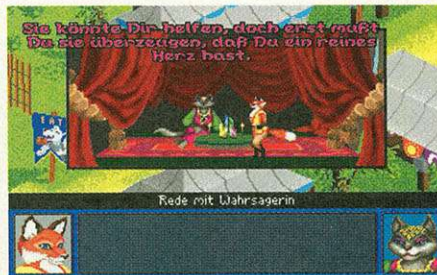 Sie könnte Dir helfen, doch erst mußt
Du sie überzeugen, daß Du ein reines
Herz hast.
EAT
Rede mit Wahrsagerin